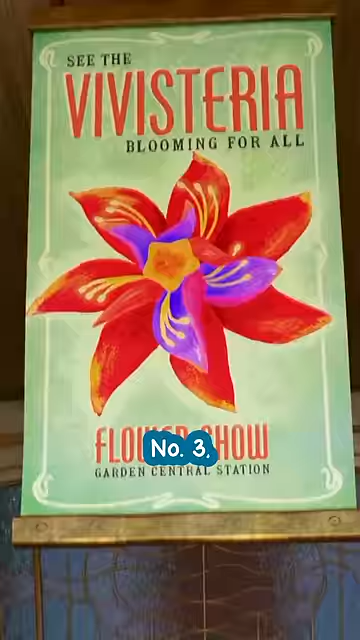 SEE THE
VIVISTERIA
BLOOMING FOR ALL
FLOWER SHOW
No. 3.
GARDEN CENTRAL STATION